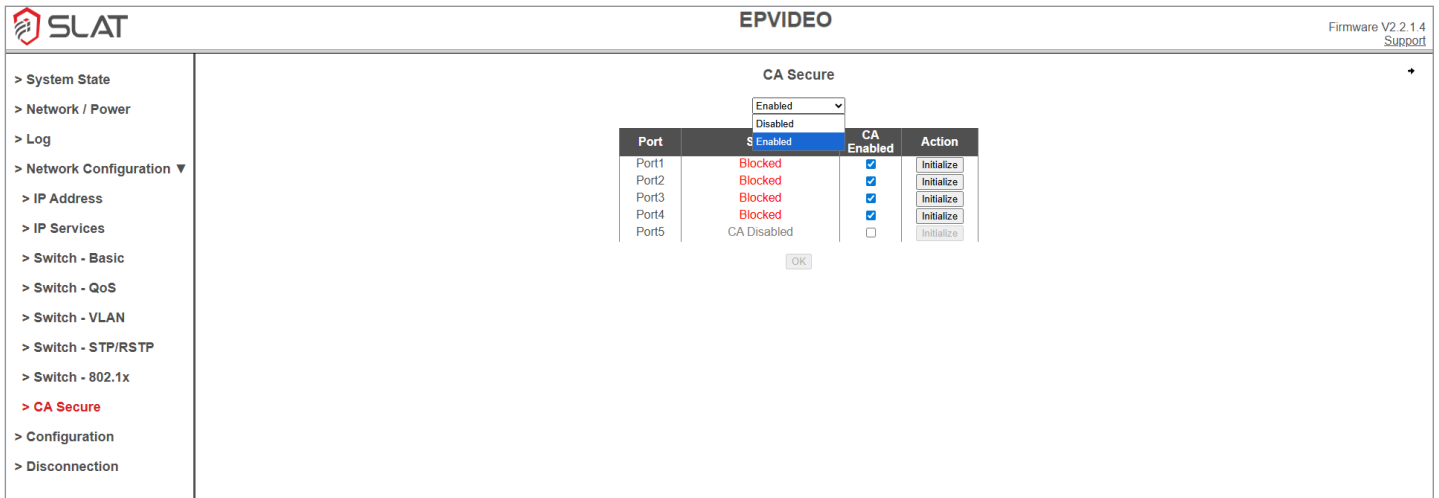 SLAT
EPVIDEO
Firmware V2.2.1.4
Support
> System State
> Network / Power
> Log
> Network Configuration ▼
> IP Address
> IP Services
> Switch - Basic
> Switch - QoS
> Switch - VLAN
> Switch - STP/RSTP
> Switch - 802.1x
> CA Secure
> Configuration
> Disconnection
CA Secure
Enabled
Disabled
Enabled
Port CA Enabled Action
Port1 Blocked Initialize
Port2 Blocked Initialize
Port3 Blocked Initialize
Port4 Blocked Initialize
Port5 CA Disabled Initialize
OK